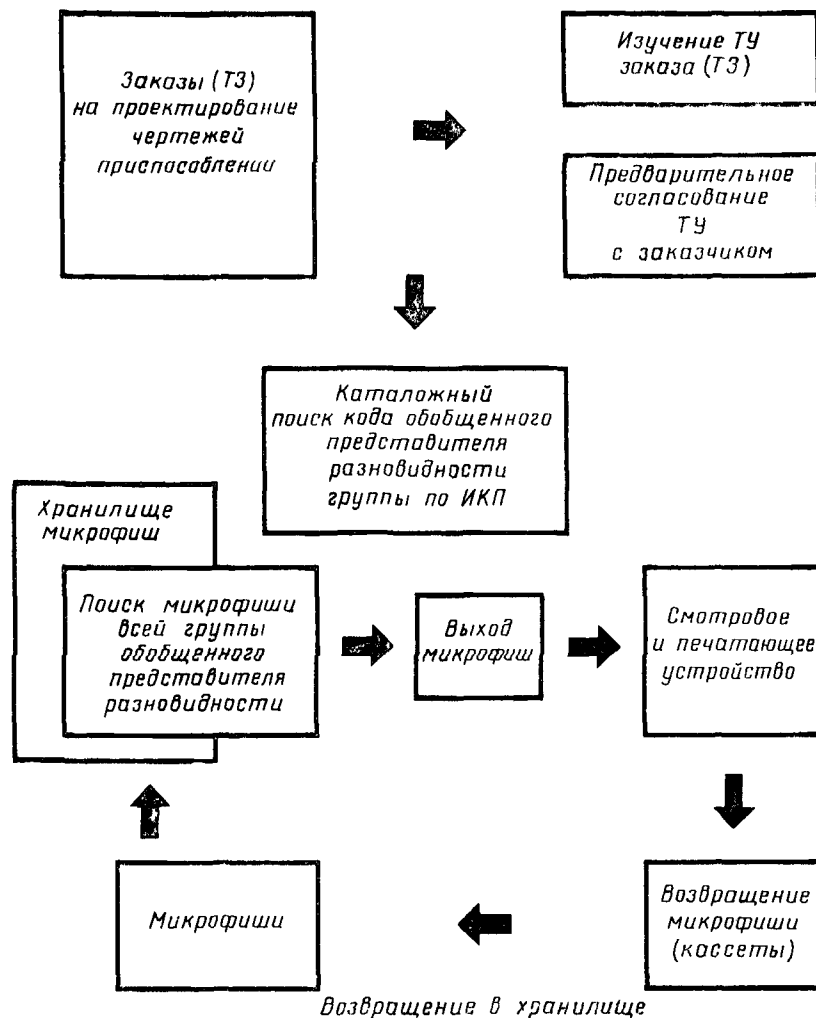 Заказы (ТЗ)
на проектирование
чертежей
приспособлении
Изучение ТУ
заказа (ТЗ)
Предварительное
согласование
ТУ
с заказчиком
Каталожный
поиск кода обобщенного
представителя
разновидности
группы по ИКП
Хранилище
микрофиш
Поиск микрофиши
всей группы
обобщенного
представителя
разновидности
Выход
микрофиш
Смотровое
и печатающее
устройство
Микрофиши
Возвращение
микрофиши
(кассеты)
Возвращение в хранилище